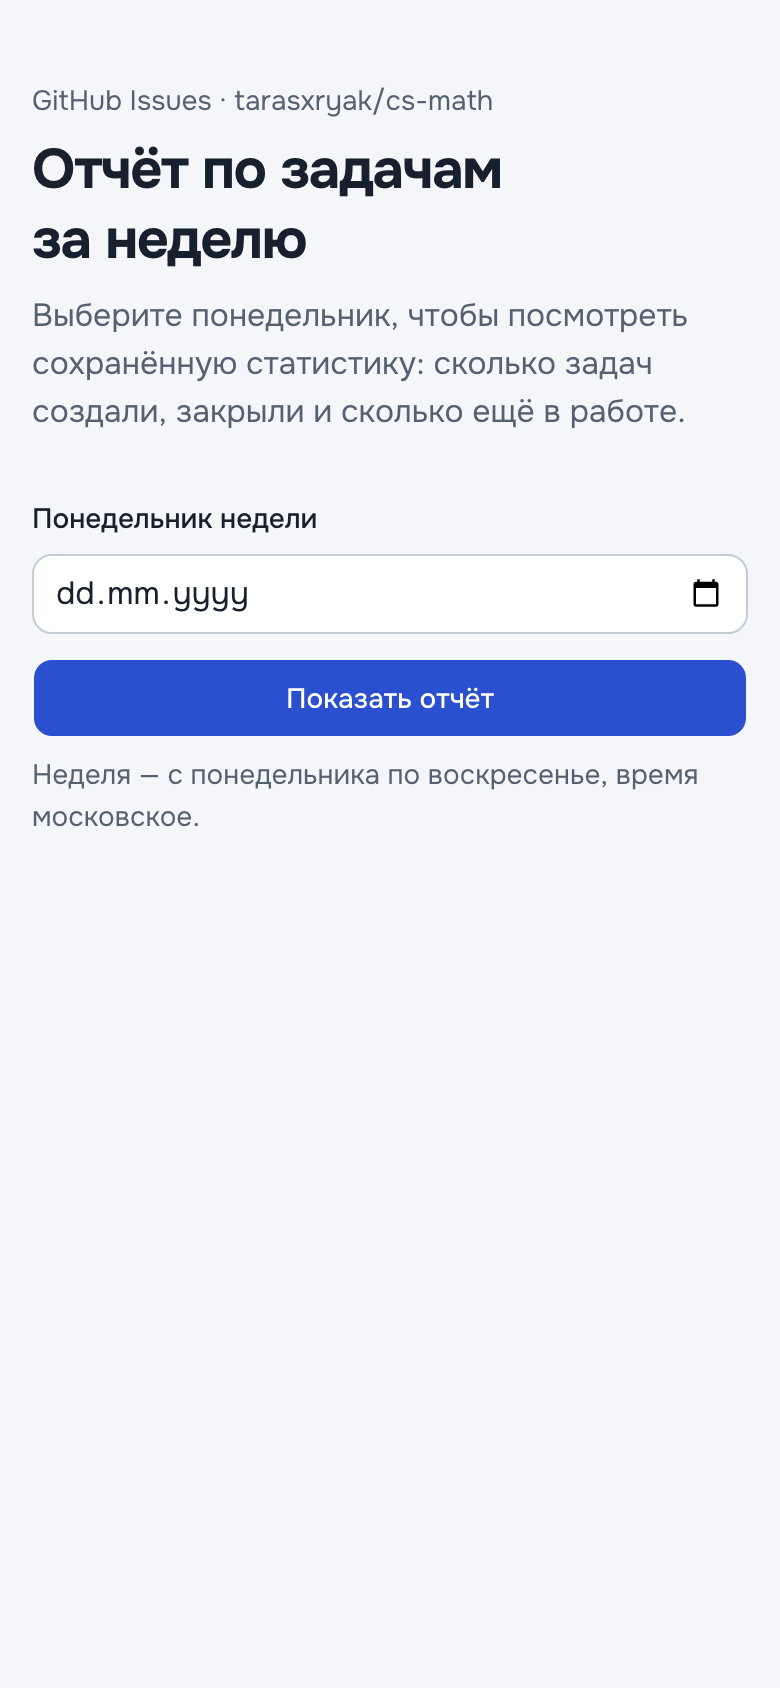 GitHub Issues · tarasxryak/cs-math
Отчёт по задачам
за неделю
Выберите понедельник, чтобы посмотреть
сохранённую статистику: сколько задач
создали, закрыли и сколько ещё в работе.
Понедельник недели
dd.mm.yyyy
Показать отчёт
Неделя — с понедельника по воскресенье, время
московское.